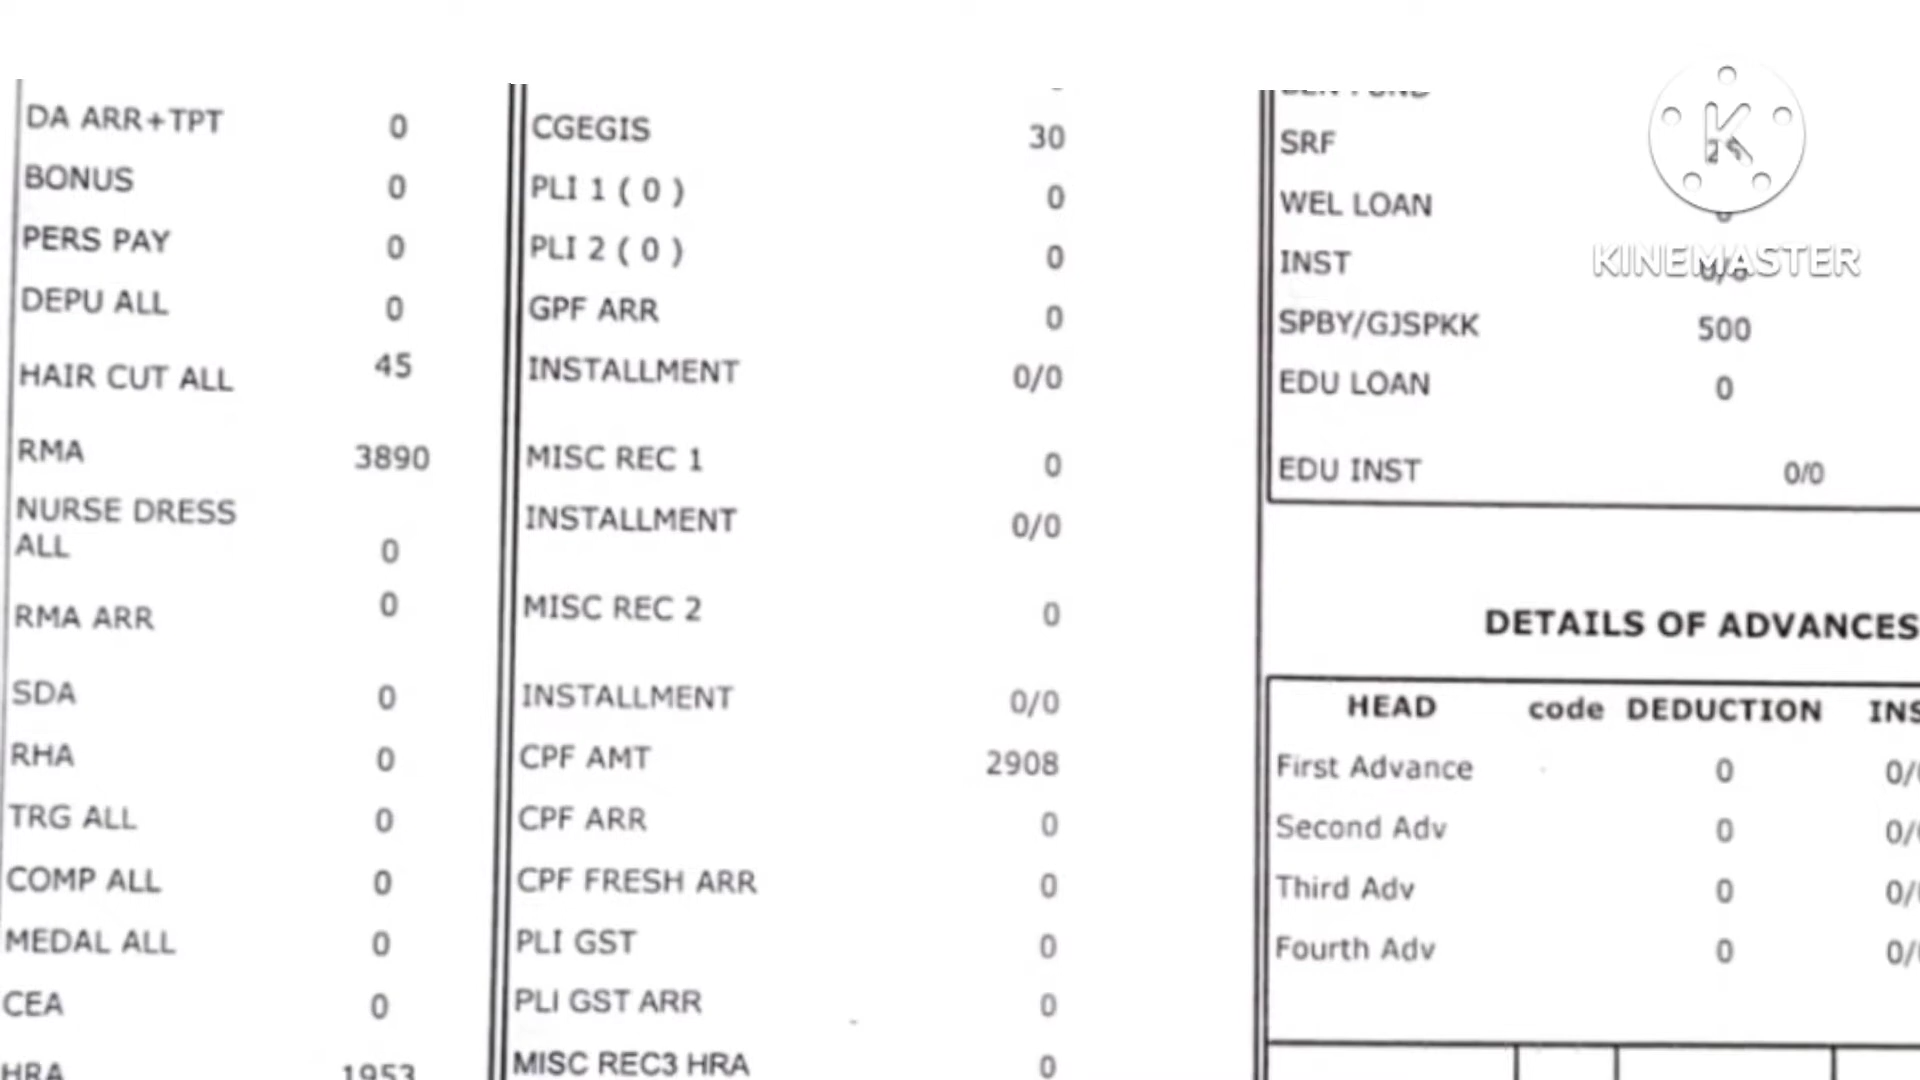 DA ARR+TPT 0
BONUS 0
PERS PAY 0
DEPU ALL 0
HAIR CUT ALL 45
RMA 3890
NURSE DRESS
ALL 0
RMA ARR 0
SDA 0
RHA 0
TRG ALL 0
COMP ALL 0
MEDAL ALL 0
CEA 0
HRA 1953
CGEGIS 30
PLI 1 ( 0 ) 0
PLI 2 ( 0 ) 0
GPF ARR 0
INSTALLMENT 0/0
MISC REC 1 0
INSTALLMENT 0/0
MISC REC 2 0
INSTALLMENT 0/0
CPF AMT 2908
CPF ARR 0
CPF FRESH ARR 0
PLI GST 0
PLI GST ARR 0
MISC REC3 HRA 0
SRF
WEL LOAN
INST
SPBY/GJSPKK 500
EDU LOAN 0
EDU INST 0/0
KINEMASTER
DETAILS OF ADVANCES
HEAD code DEDUCTION
First Advance 0
Second Adv 0
Third Adv 0
Fourth Adv 0